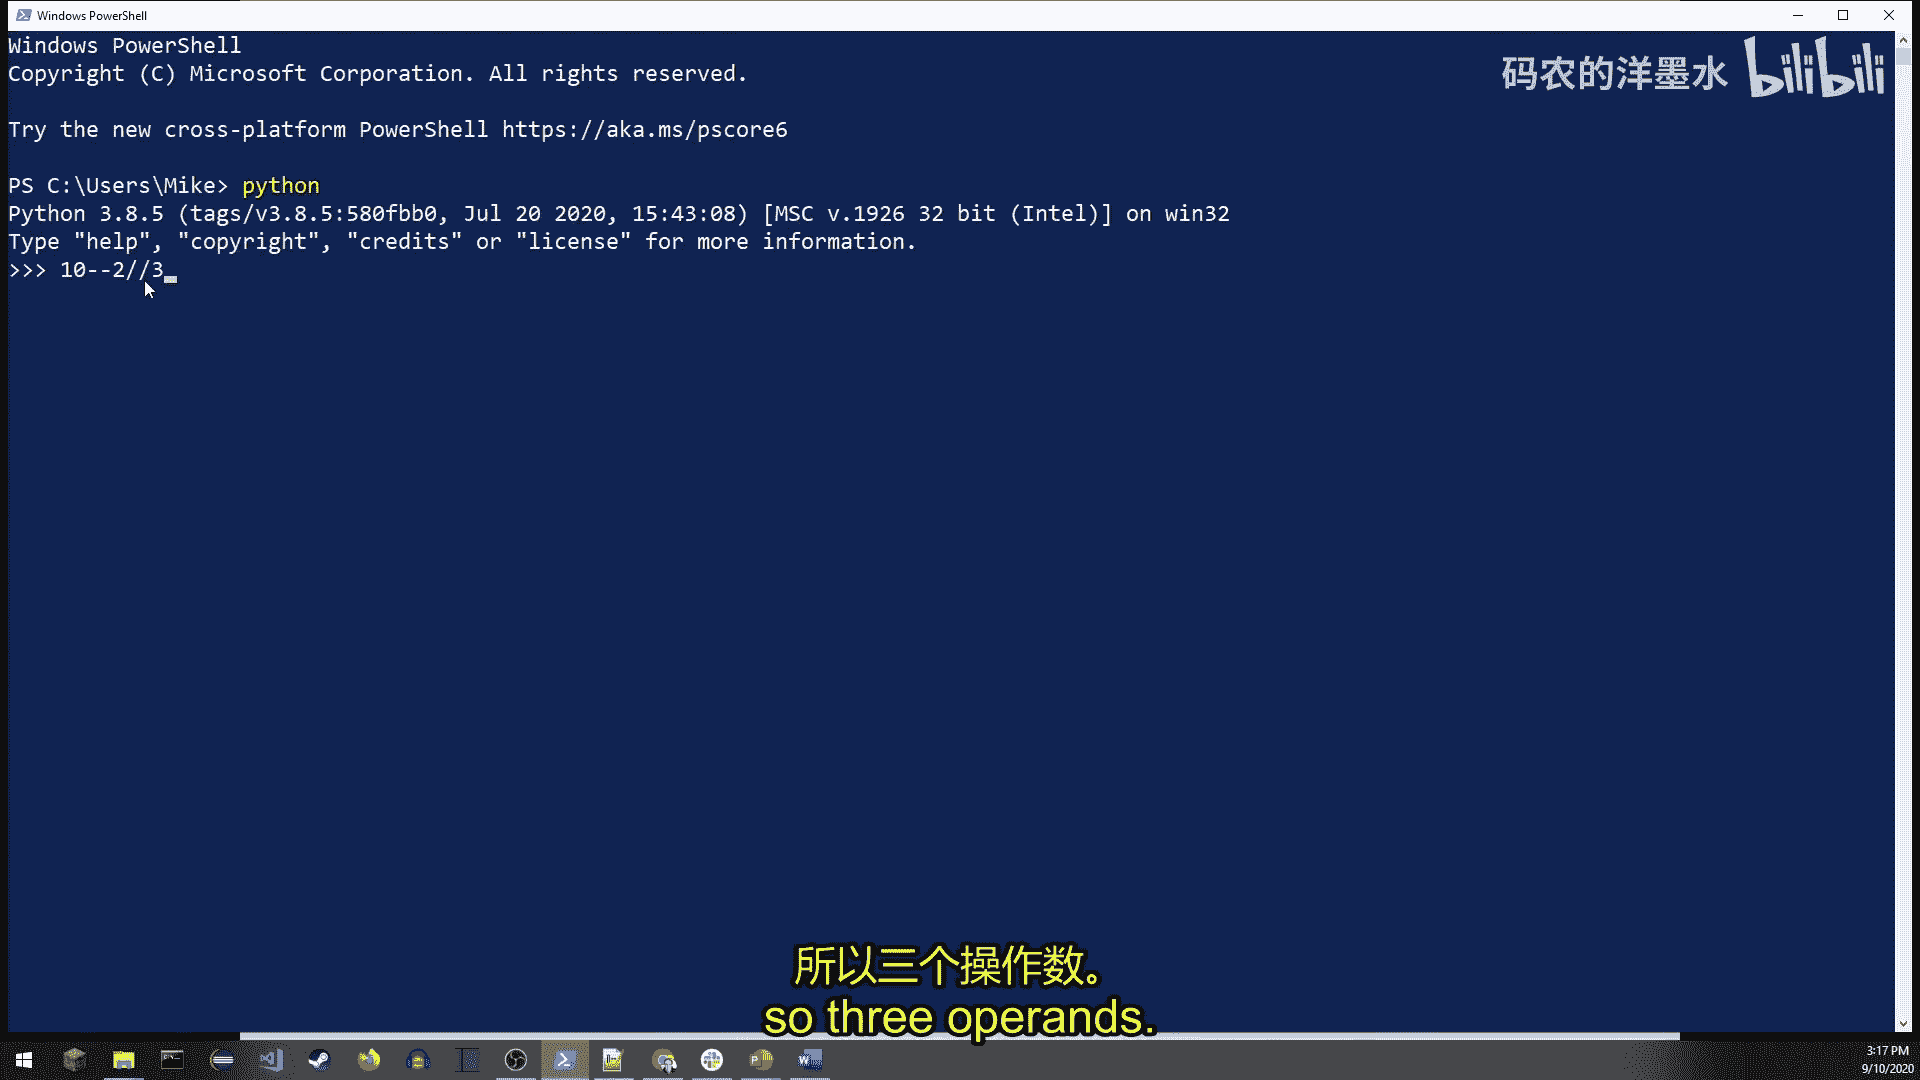 Windows PowerShell
Windows PowerShell
Copyright (C) Microsoft Corporation. All rights reserved.
码农的洋墨水 bilibili
Try the new cross-platform PowerShell https://aka.ms/pscore6
PS C:\Users\Mike> python
Python 3.8.5 (tags/v3.8.5:580fbb0, Jul 20 2020, 15:43:08) [MSC v.1926 32 bit (Intel)] on win32
Type "help", "copyright", "credits" or "license" for more information.
>>> 10--2//3_
所以三个操作数。
so three operands.
3:17 PM
9/10/2020